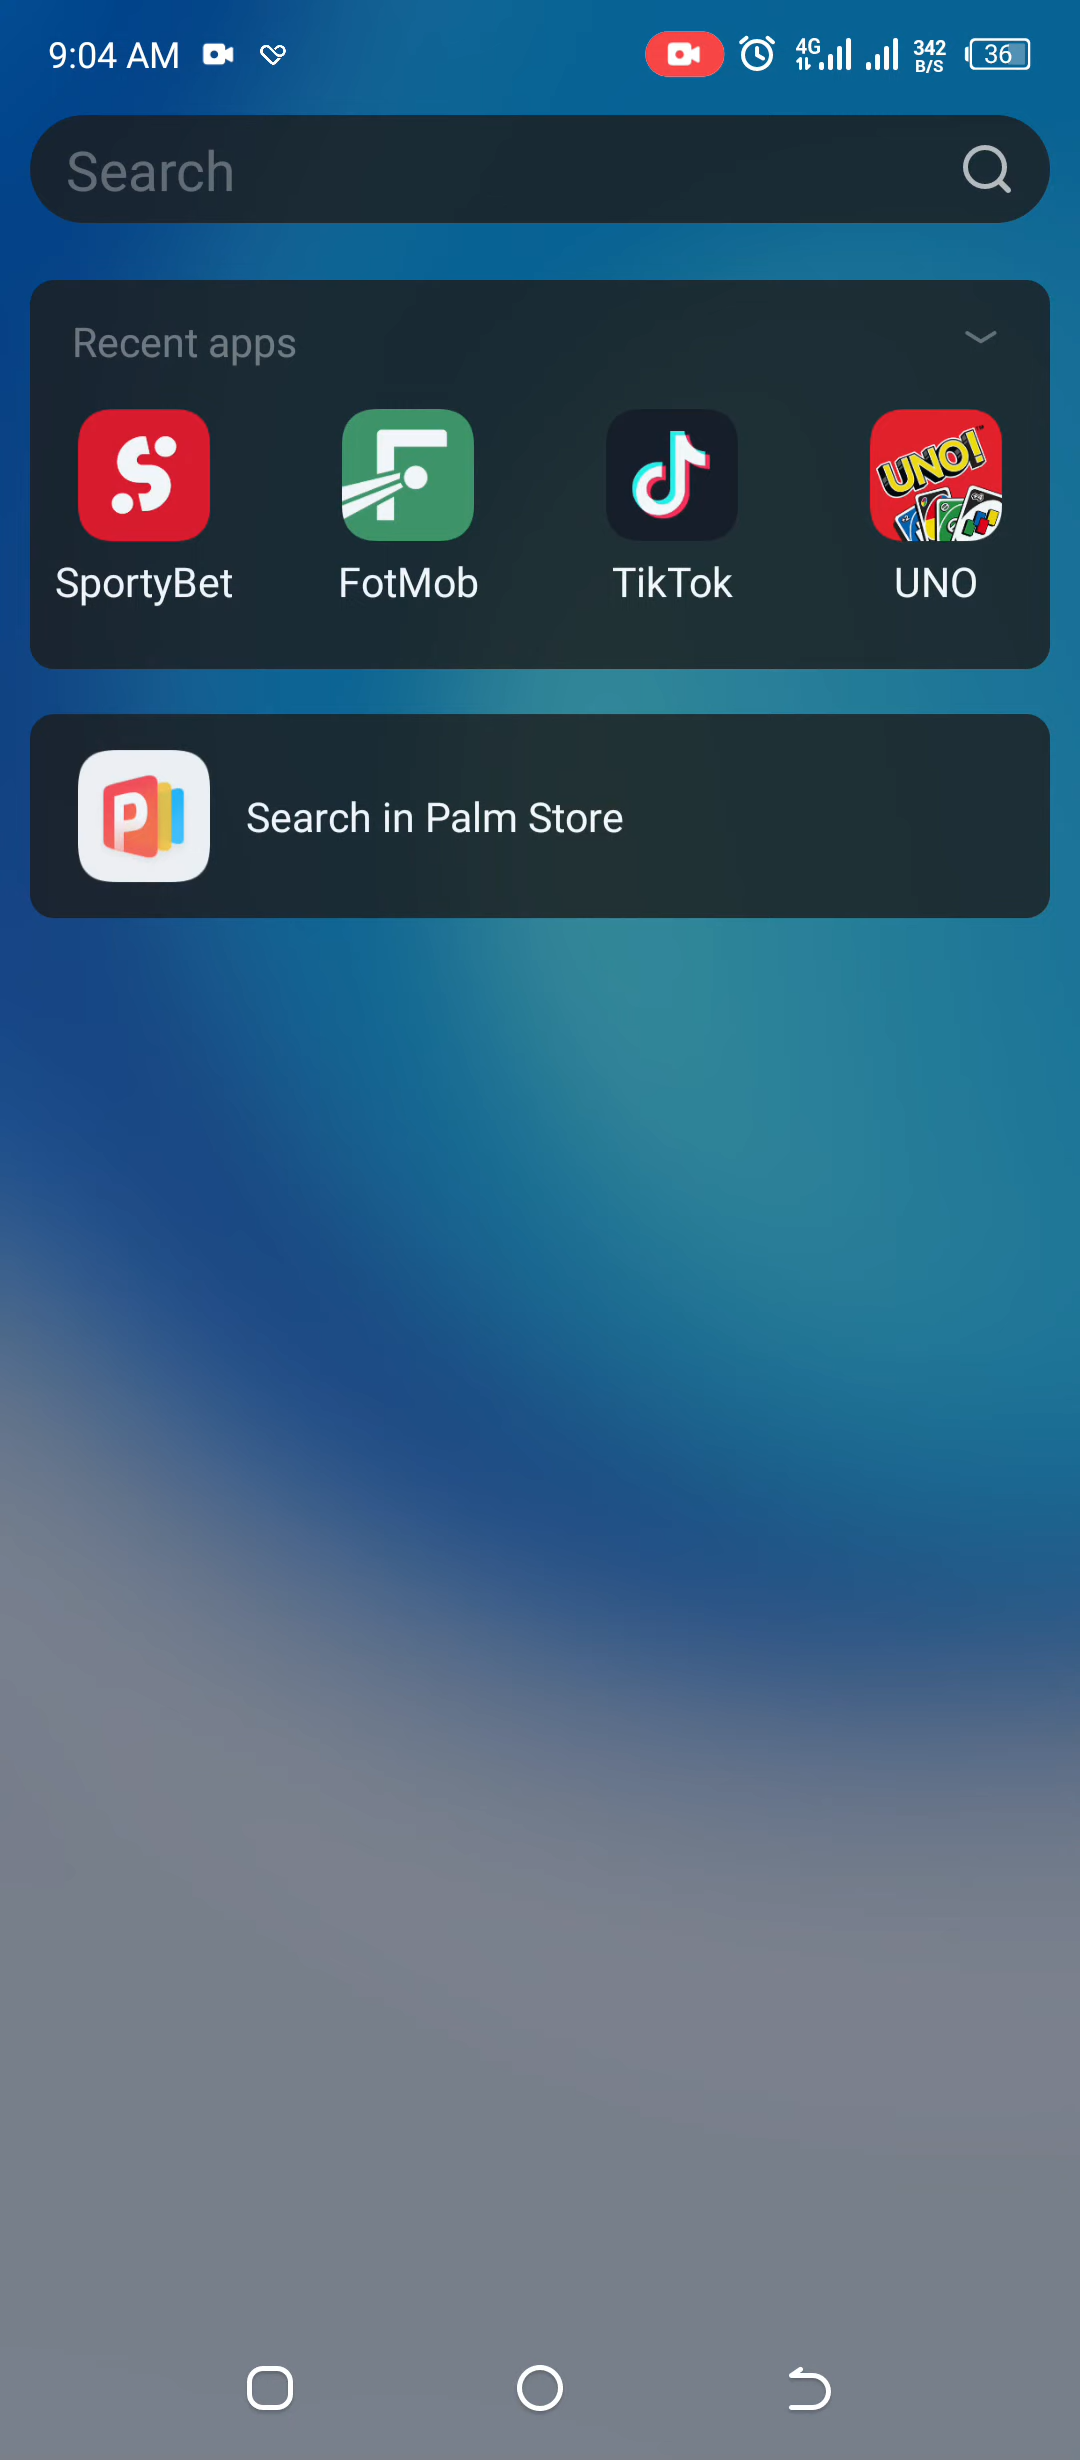 9:04 AM 4G 342 B/S 36
Search
Recent apps
UNO!
SportyBet FotMob TikTok UNO
Search in Palm Store